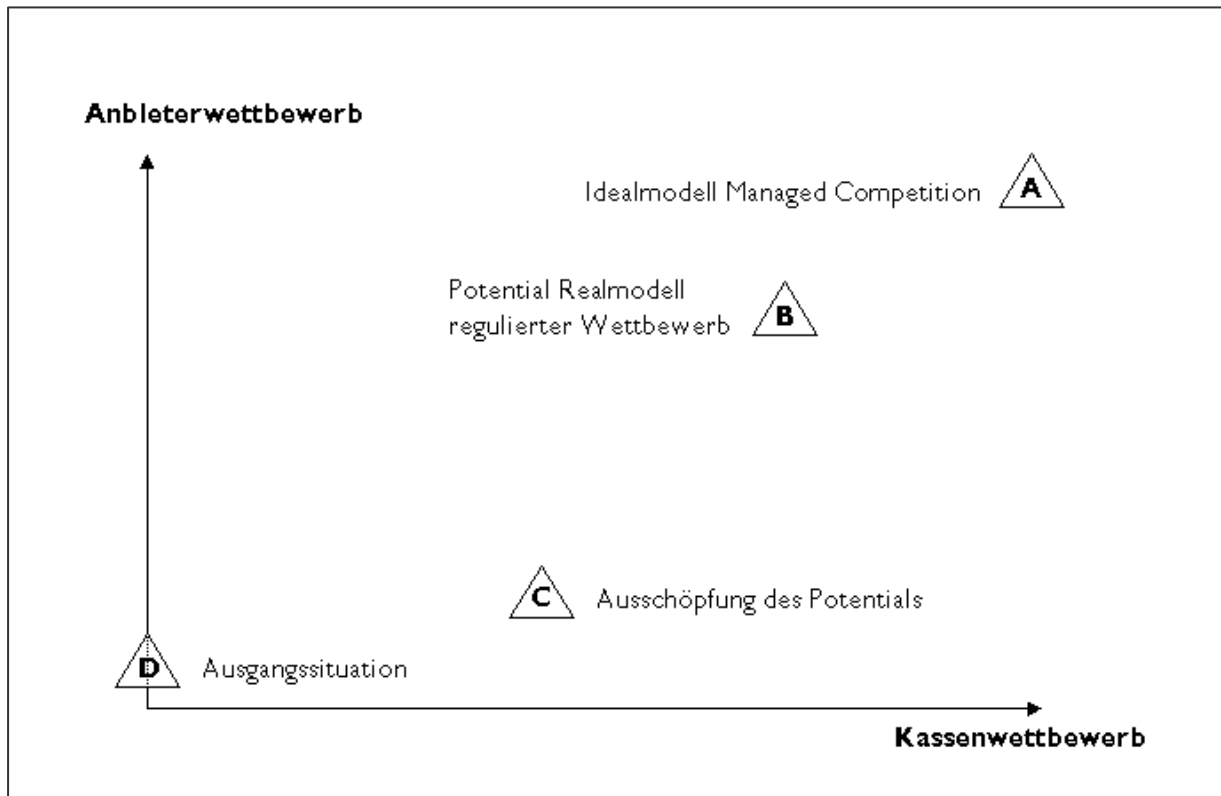 Anbieterwettbewerb
Idealmodell Managed Competition A
Potential Realmodell
regulierter Wettbewerb B
C Ausschöpfung des Potentials
D Ausgangssituation
Kassenwettbewerb